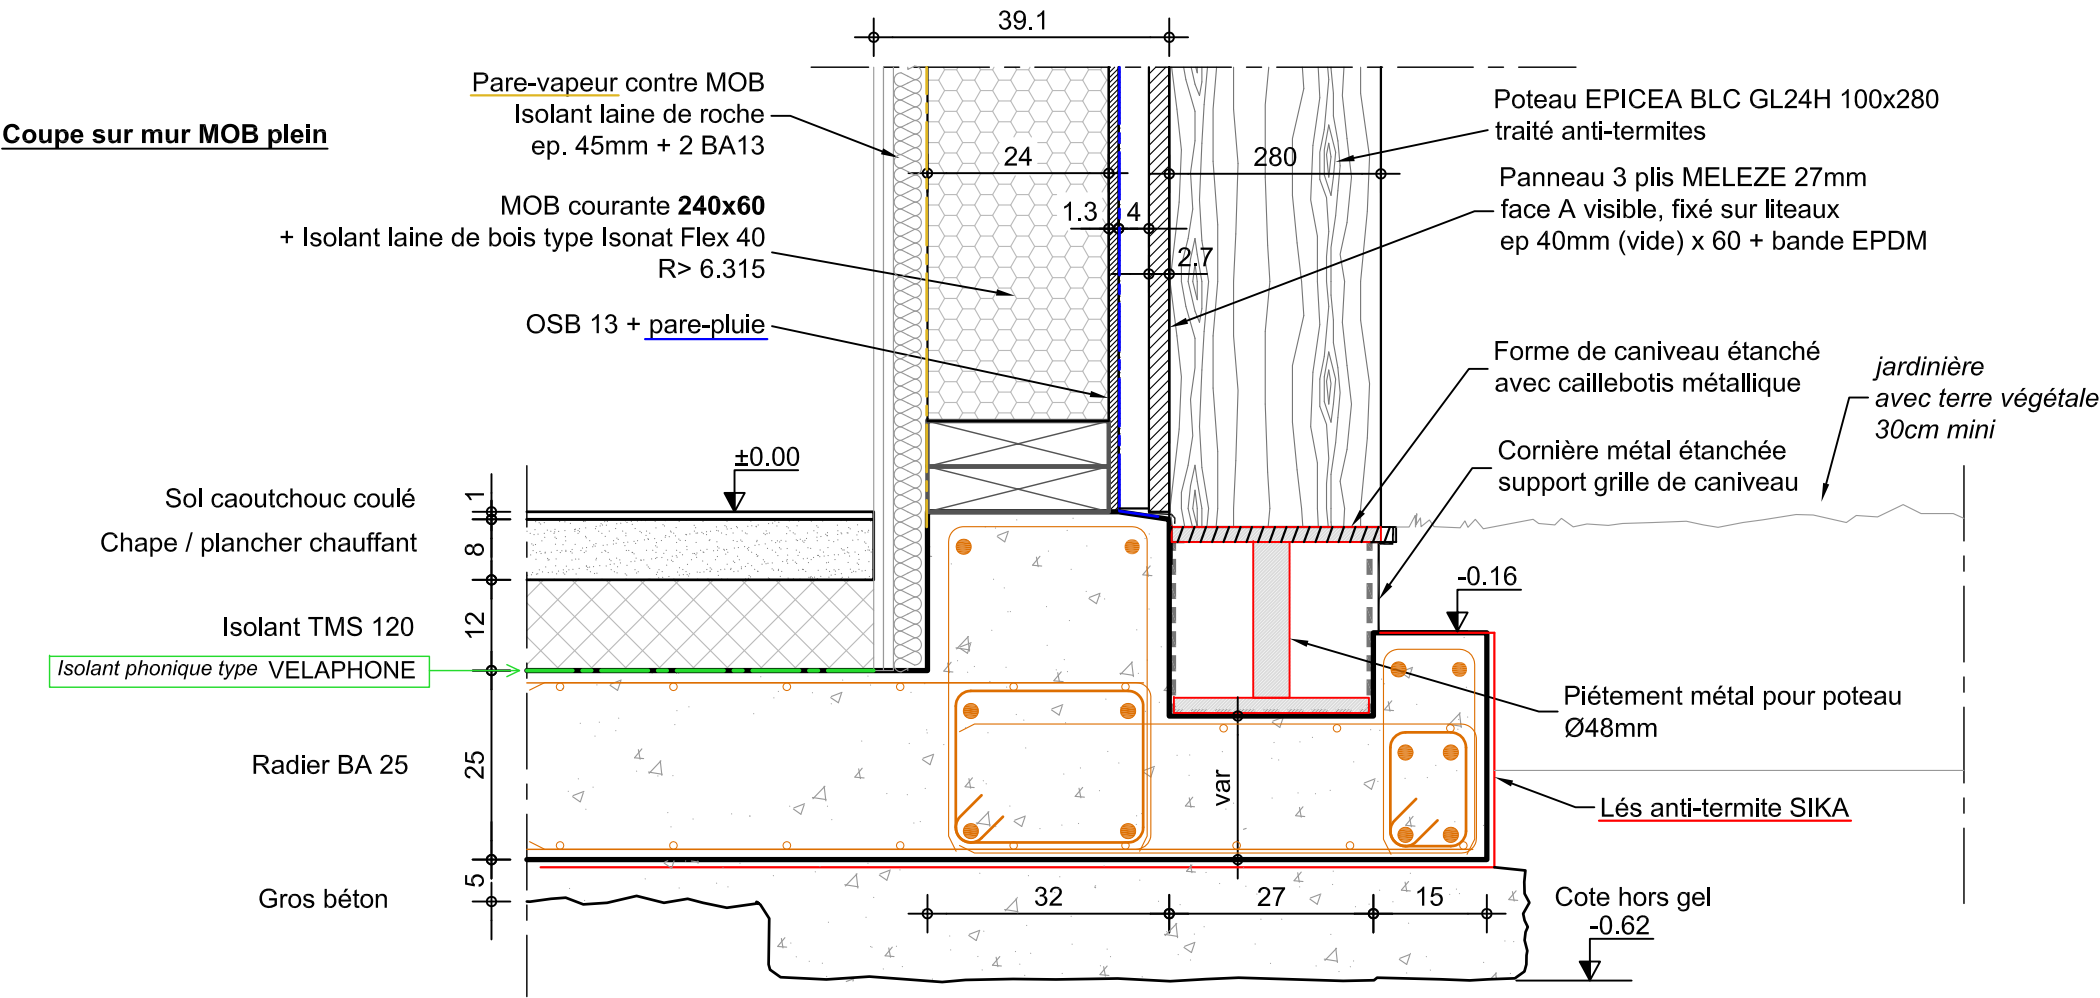 39.1
Coupe sur mur MOB plein
Pare-vapeur contre MOB
Isolant laine de roche
ep. 45mm + 2 BA13
MOB courante 240x60
+ Isolant laine de bois type Isonat Flex 40
R> 6.315
OSB 13 + pare-pluie
24
280
1.3
4
2.7
Poteau EPICEA BLC GL24H 100x280
traité anti-termites
Panneau 3 plis MELEZE 27mm
face A visible, fixé sur liteaux
ep 40mm (vide) x 60 + bande EPDM
Forme de caniveau étanché
avec caillebotis métallique
jardinière
avec terre végétale
30cm mini
Cornière métal étanchée
support grille de caniveau
±0.00
Sol caoutchouc coulé
1
Chape / plancher chauffant
8
Isolant TMS 120
12
Isolant phonique type VELAPHONE
-0.16
Piétement métal pour poteau
Ø48mm
Radier BA 25
25
var
Lés anti-termite SIKA
Gros béton
5
32
27
15
Cote hors gel
-0.62